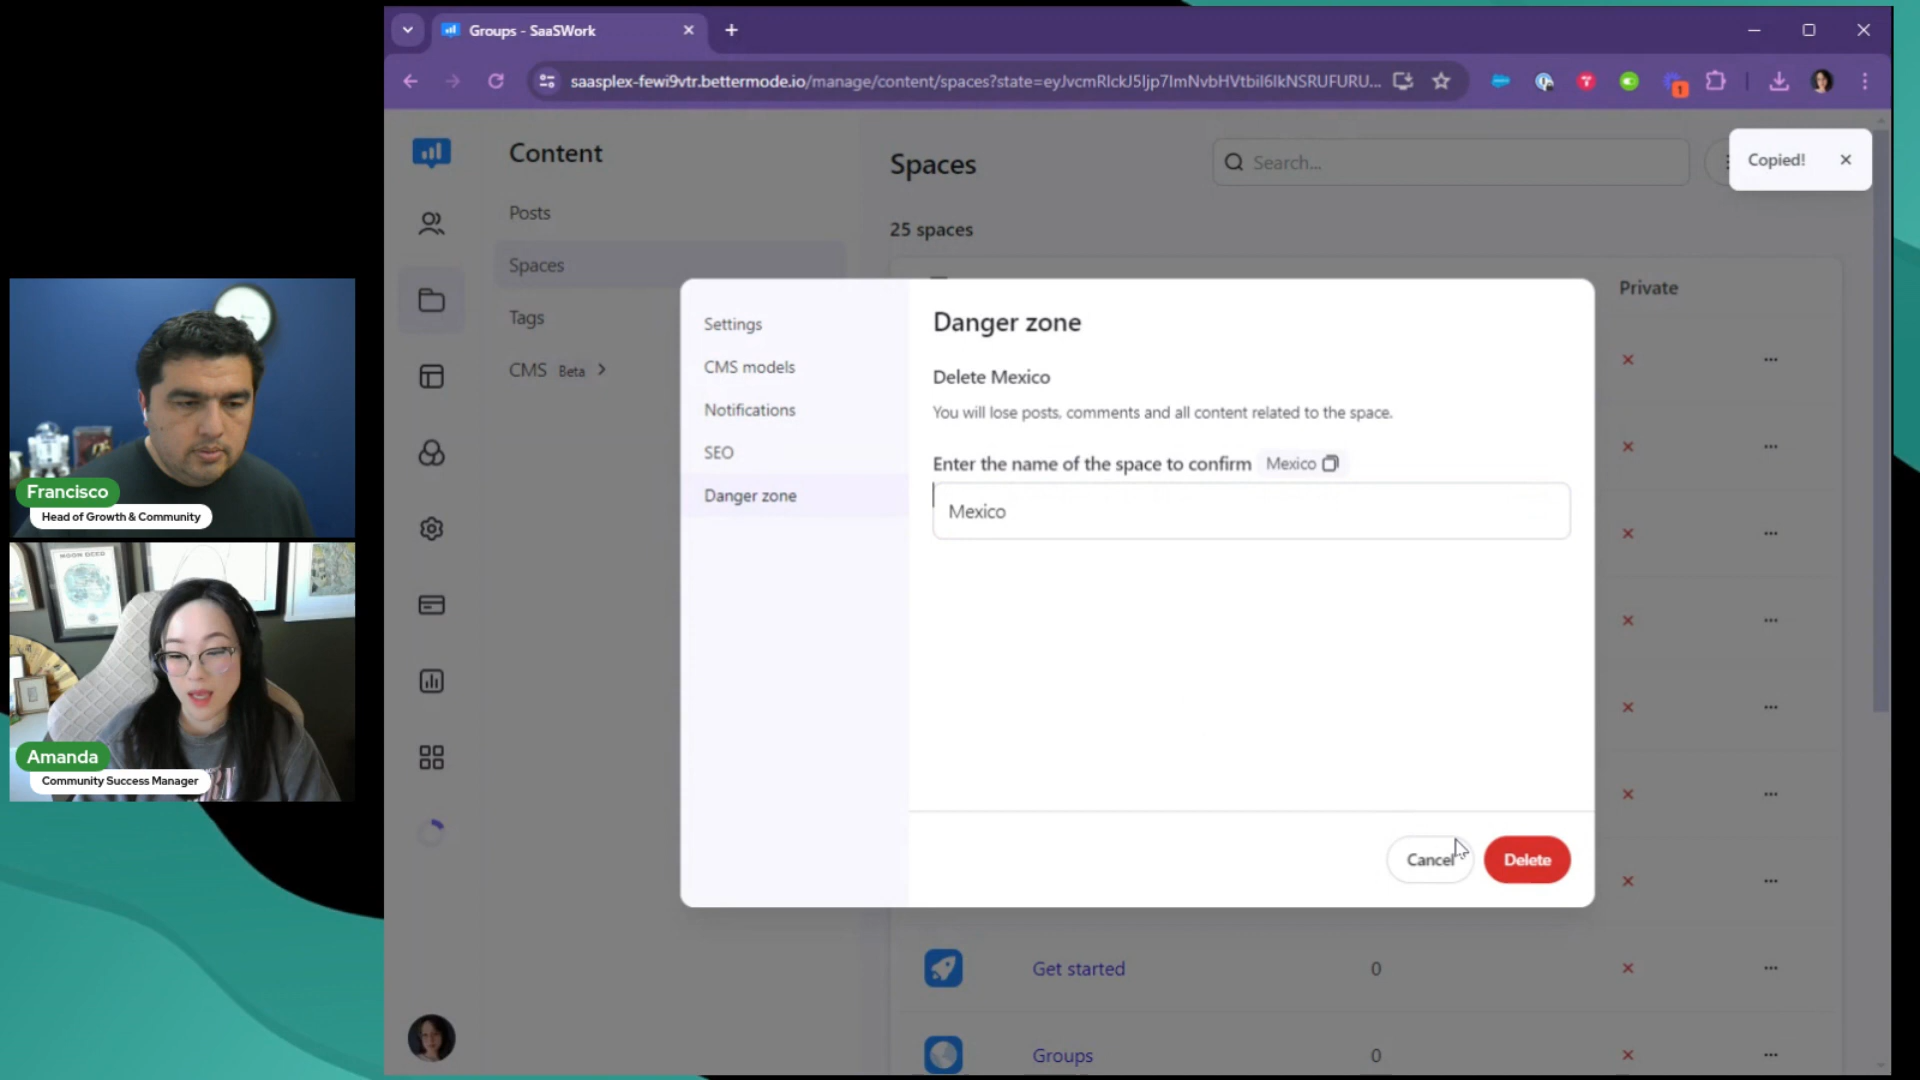 Groups - SaaSWork
saasplex-fewi9vtr.bettermode.io/manage/content/spaces?state=eyJvcmRlckJ5Ijp7ImNvbHVtbiI6IkNSRUFURU...
1
Content
Posts
Spaces
Tags
CMS Beta
Spaces
Search...
Copied!
25 spaces
Private
Settings
CMS models
Notifications
SEO
Danger zone
Danger zone
Delete Mexico
You will lose posts, comments and all content related to the space.
Enter the name of the space to confirm Mexico
Mexico
Cancel
Delete
Get started 0
Groups 0
Francisco
Head of Growth & Community
MOON DEER
Amanda
Community Success Manager